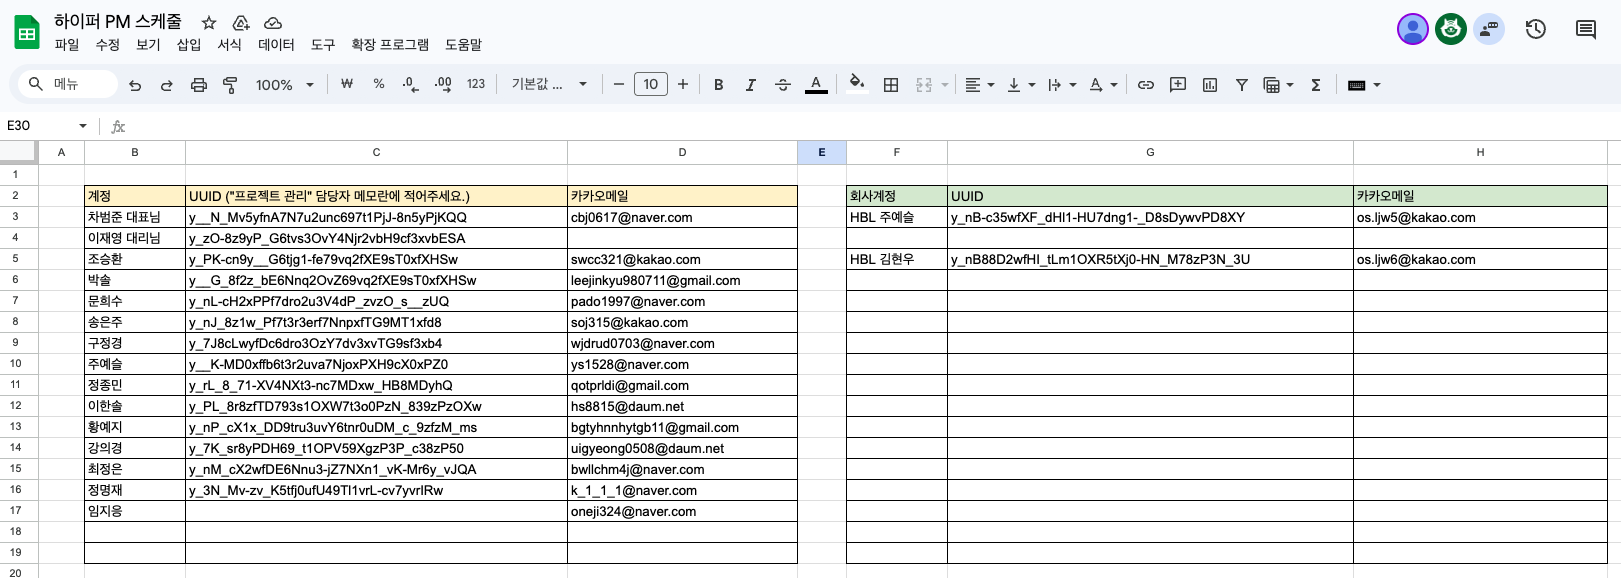 하이퍼 PM 스케줄
파일 수정 보기 삽입 서식 데이터 도구 확장 프로그램 도움말
메뉴 100% ₩ % .0 .00 123 기본값 ... 10 B I A Σ
E30 fx
A B C D E F G H
1
2 계정 UUID ("프로젝트 관리" 담당자 메모란에 적어주세요.) 카카오메일 회사계정 UUID 카카오메일
3 차범준 대표님 y__N_Mv5yfnA7N7u2unc697t1PjJ-8n5yPjKQQ cbj0617@naver.com HBL 주예슬 y_nB-c35wfXF_dHl1-HU7dng1-_D8sDywvPD8XY os.ljw5@kakao.com
4 이재영 대리님 y_zO-8z9yP_G6tvs3OvY4Njr2vbH9cf3xvbESA
5 조승환 y_PK-cn9y__G6tjg1-fe79vq2fXE9sT0xfXHSw swcc321@kakao.com HBL 김현우 y_nB88D2wfHI_tLm1OXR5tXj0-HN_M78zP3N_3U os.ljw6@kakao.com
6 박솔 y__G_8f2z_bE6Nnq2OvZ69vq2fXE9sT0xfXHSw leejinkyu980711@gmail.com
7 문희수 y_nL-cH2xPPf7dro2u3V4dP_zvzO_s__zUQ pado1997@naver.com
8 송은주 y_nJ_8z1w_Pf7t3r3erf7NnpxfTG9MT1xfd8 soj315@kakao.com
9 구정경 y_7J8cLwyfDc6dro3OzY7dv3xvTG9sf3xb4 wjdrud0703@naver.com
10 주예슬 y__K-MD0xffb6t3r2uva7NjoxPXH9cX0xPZ0 ys1528@naver.com
11 정종민 y_rL_8_71-XV4NXt3-nc7MDxw_HB8MDyhQ qotprldi@gmail.com
12 이한솔 y_PL_8r8zfTD793s1OXW7t3o0PzN_839zPzOXw hs8815@daum.net
13 황예지 y_nP_cX1x_DD9tru3uvY6tnr0uDM_c_9zfzM_ms bgtyhnnhytgb11@gmail.com
14 강의경 y_7K_sr8yPDH69_t1OPV59XgzP3P_c38zP50 uigyeong0508@daum.net
15 최정은 y_nM_cX2wfDE6Nnu3-jZ7NXn1_vK-Mr6y_vJQA bwllchm4j@naver.com
16 정명재 y_3N_Mv-zv_K5tfj0ufU49Tl1vrL-cv7yvrIRw k_1_1_1@naver.com
17 임지응 oneji324@naver.com
18
19
20